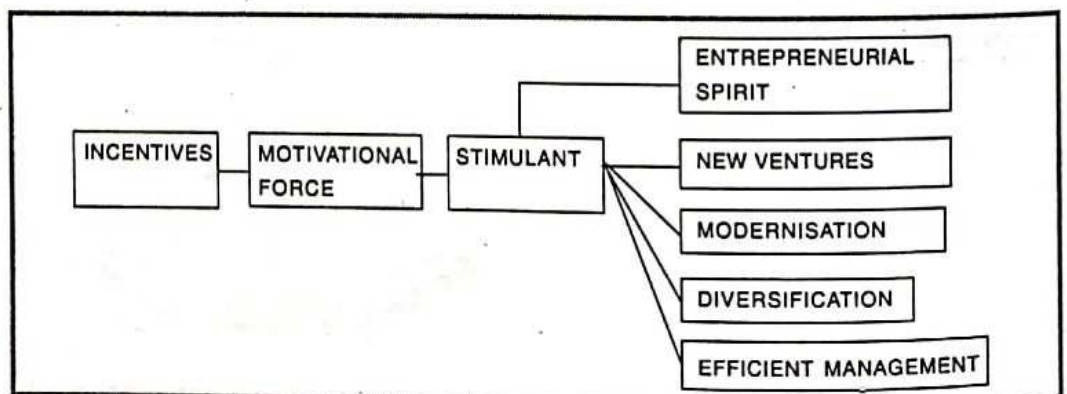 INCENTIVES
MOTIVATIONAL
FORCE
STIMULANT
ENTREPRENEURIAL
SPIRIT
NEW VENTURES
MODERNISATION
DIVERSIFICATION
EFFICIENT MANAGEMENT